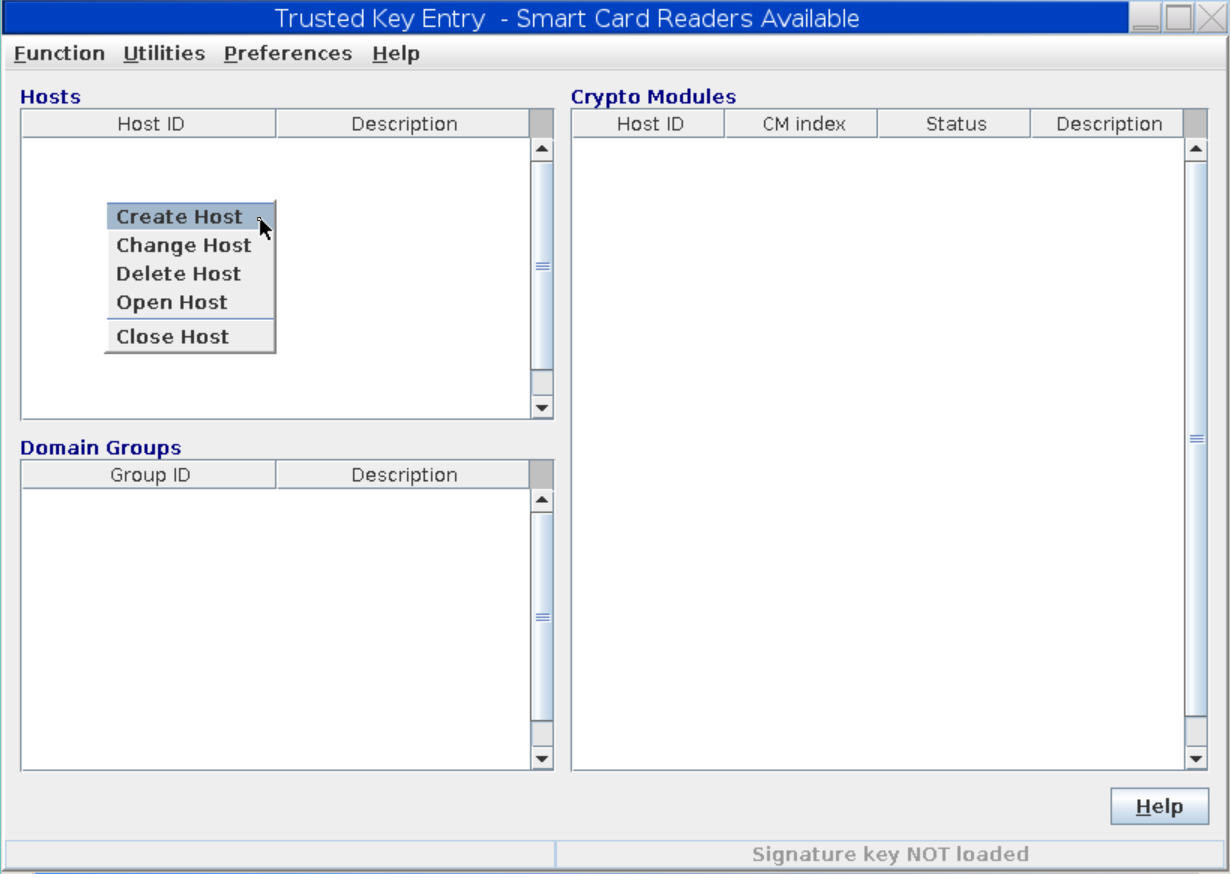 Trusted Key Entry - Smart Card Readers Available
Function Utilities Preferences Help
Hosts
Host ID Description
Create Host
Change Host
Delete Host
Open Host
Close Host
Domain Groups
Group ID Description
Crypto Modules
Host ID CM index Status Description
Help
Signature key NOT loaded